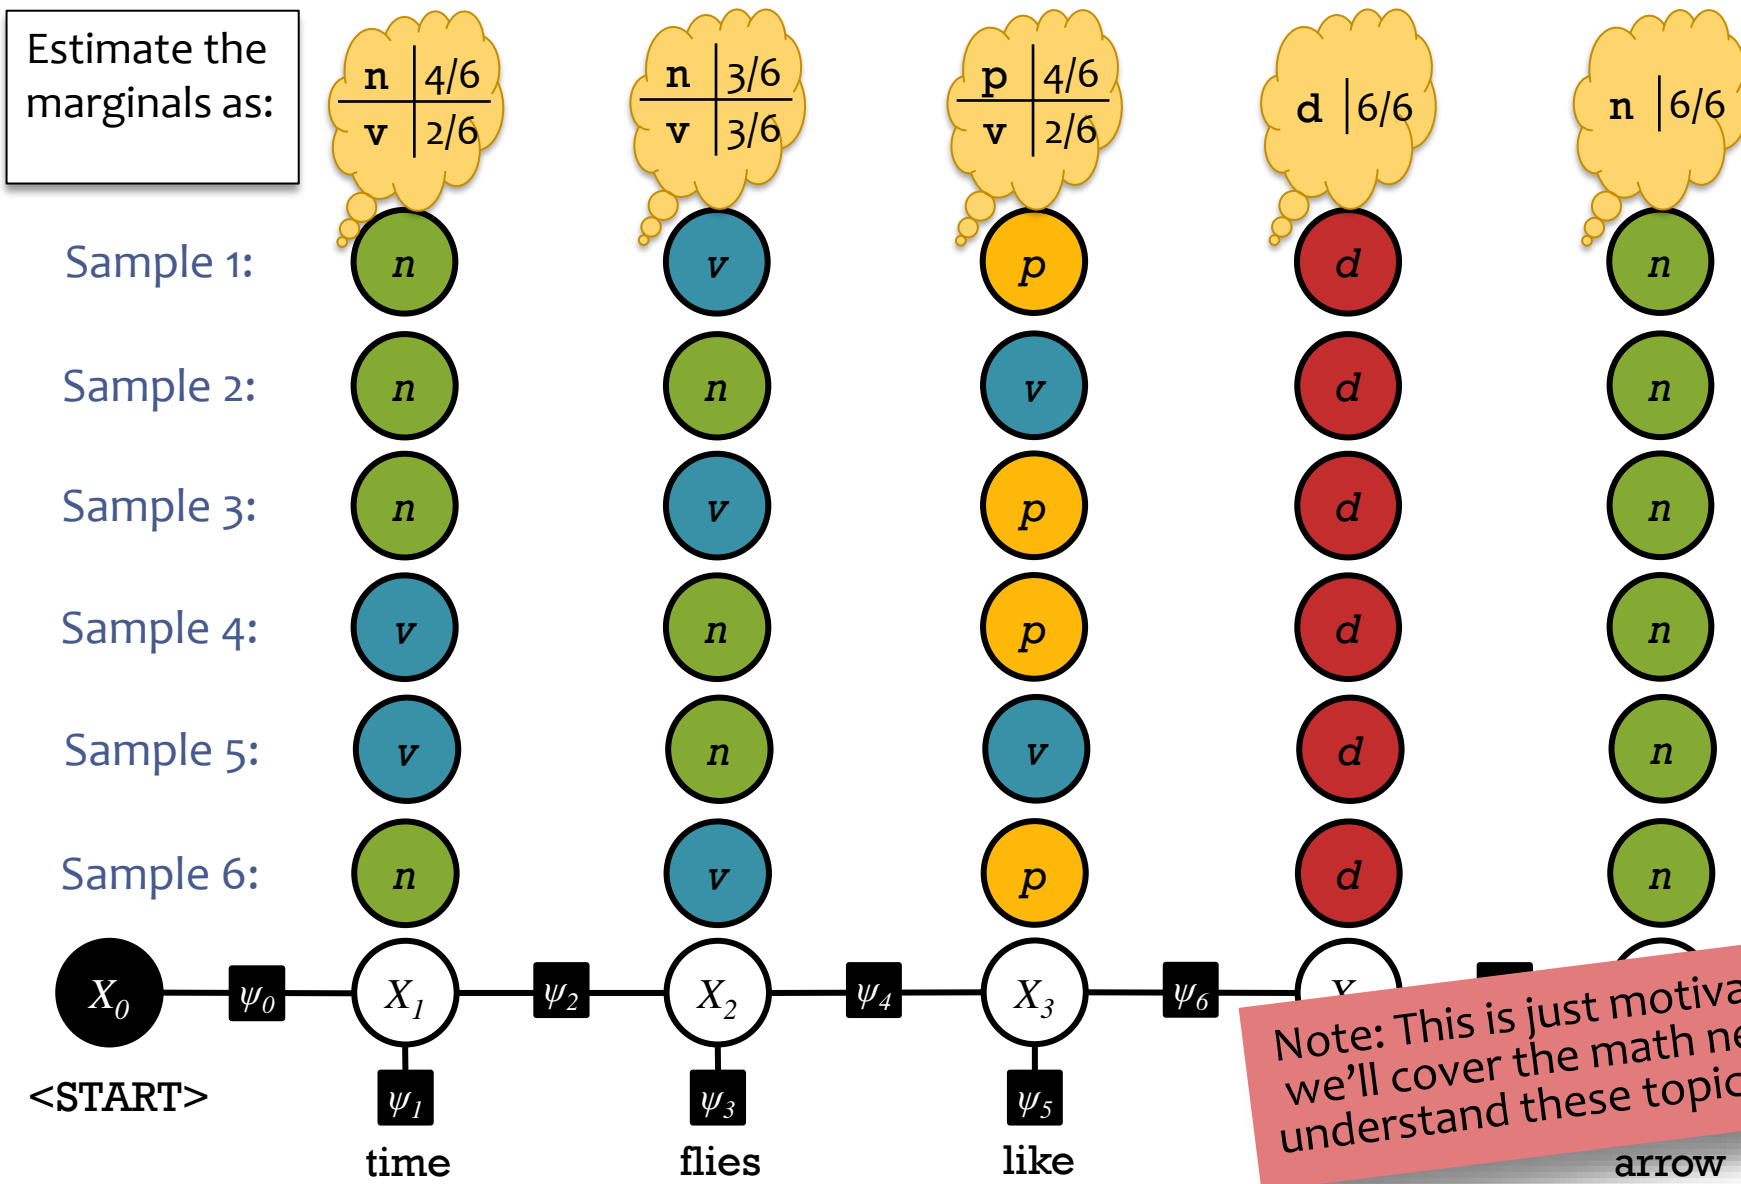 Estimate the
marginals as:
n 4/6
v 2/6
n 3/6
v 3/6
p 4/6
v 2/6
d 6/6
n 6/6
Sample 1: n v p d n
Sample 2: n n v d n
Sample 3: n v p d n
Sample 4: v n p d n
Sample 5: v n v d n
Sample 6: n v p d n
X0 ψ0 X1 ψ2 X2 ψ4 X3 ψ6 X
<START> ψ1 ψ3 ψ5
time flies like arrow
Note: This is just motiva
we'll cover the math ne
understand these topic